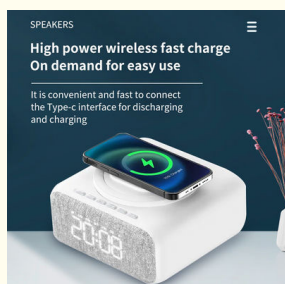 SPEAKERS
High power wireless fast charge
On demand for easy use
It is convenient and fast to connect
the Type-c interface for discharging
and charging
20:08